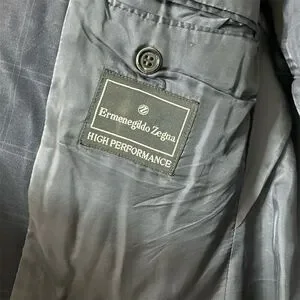 Ermenegildo Zegna
HIGH PERFORMANCE